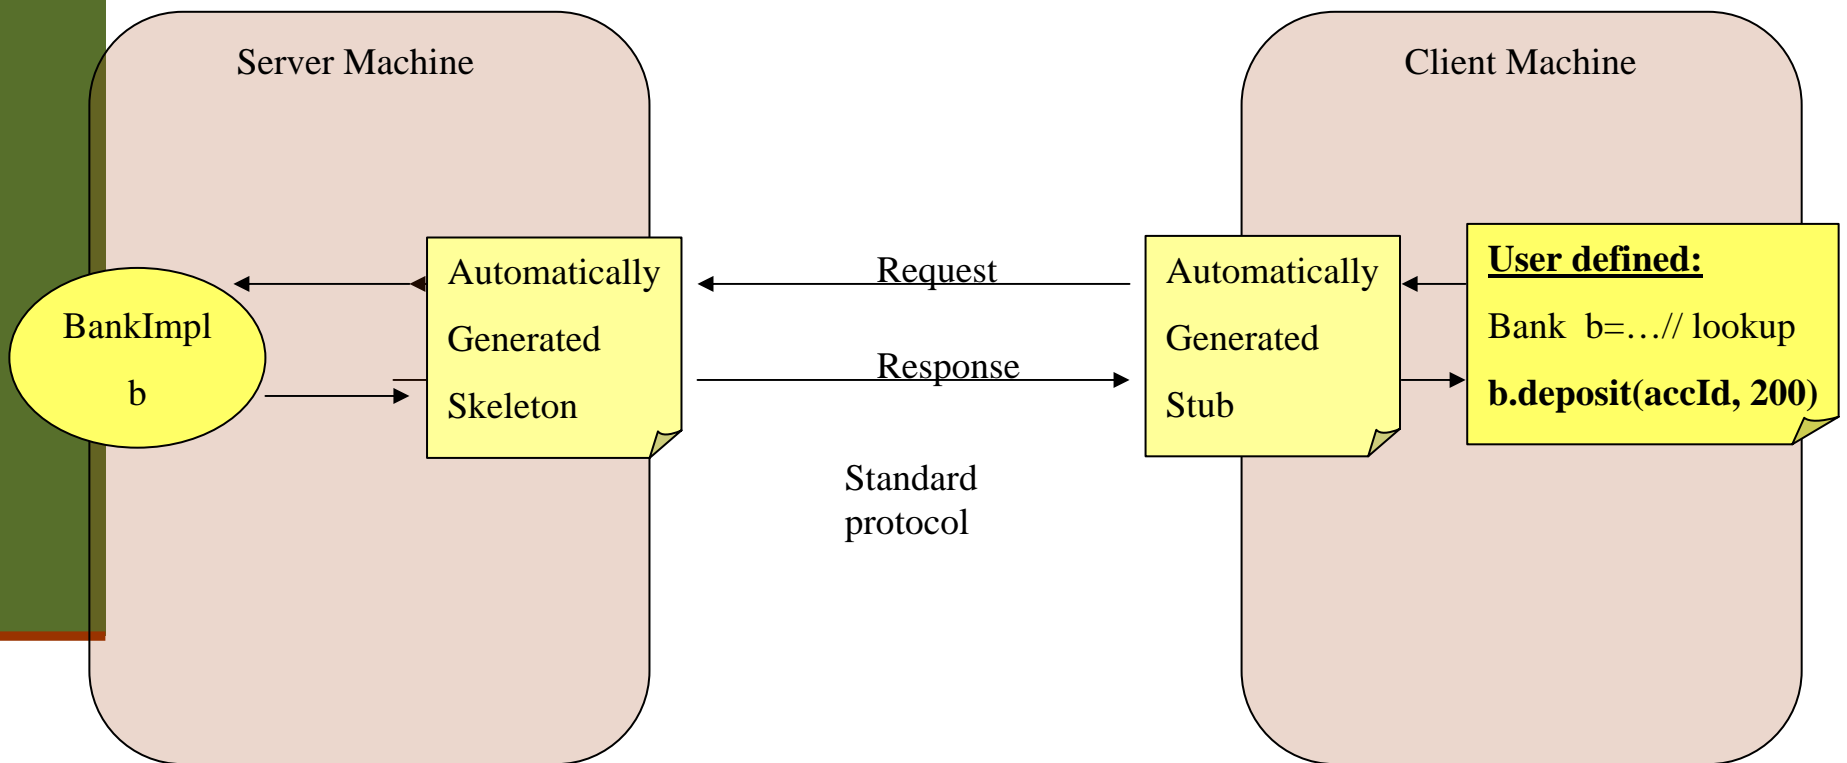 Server Machine
Client Machine
BankImpl
b
Automatically
Generated
Skeleton
Request
Response
Standard
protocol
Automatically
Generated
Stub
User defined:
Bank b=…// lookup
b.deposit(accId, 200)